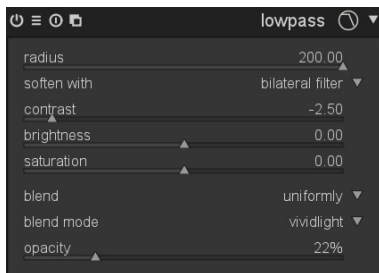 lowpass
radius 200.00
soften with bilateral filter
contrast -2.50
brightness 0.00
saturation 0.00
blend uniformly
blend mode vividlight
opacity 22%